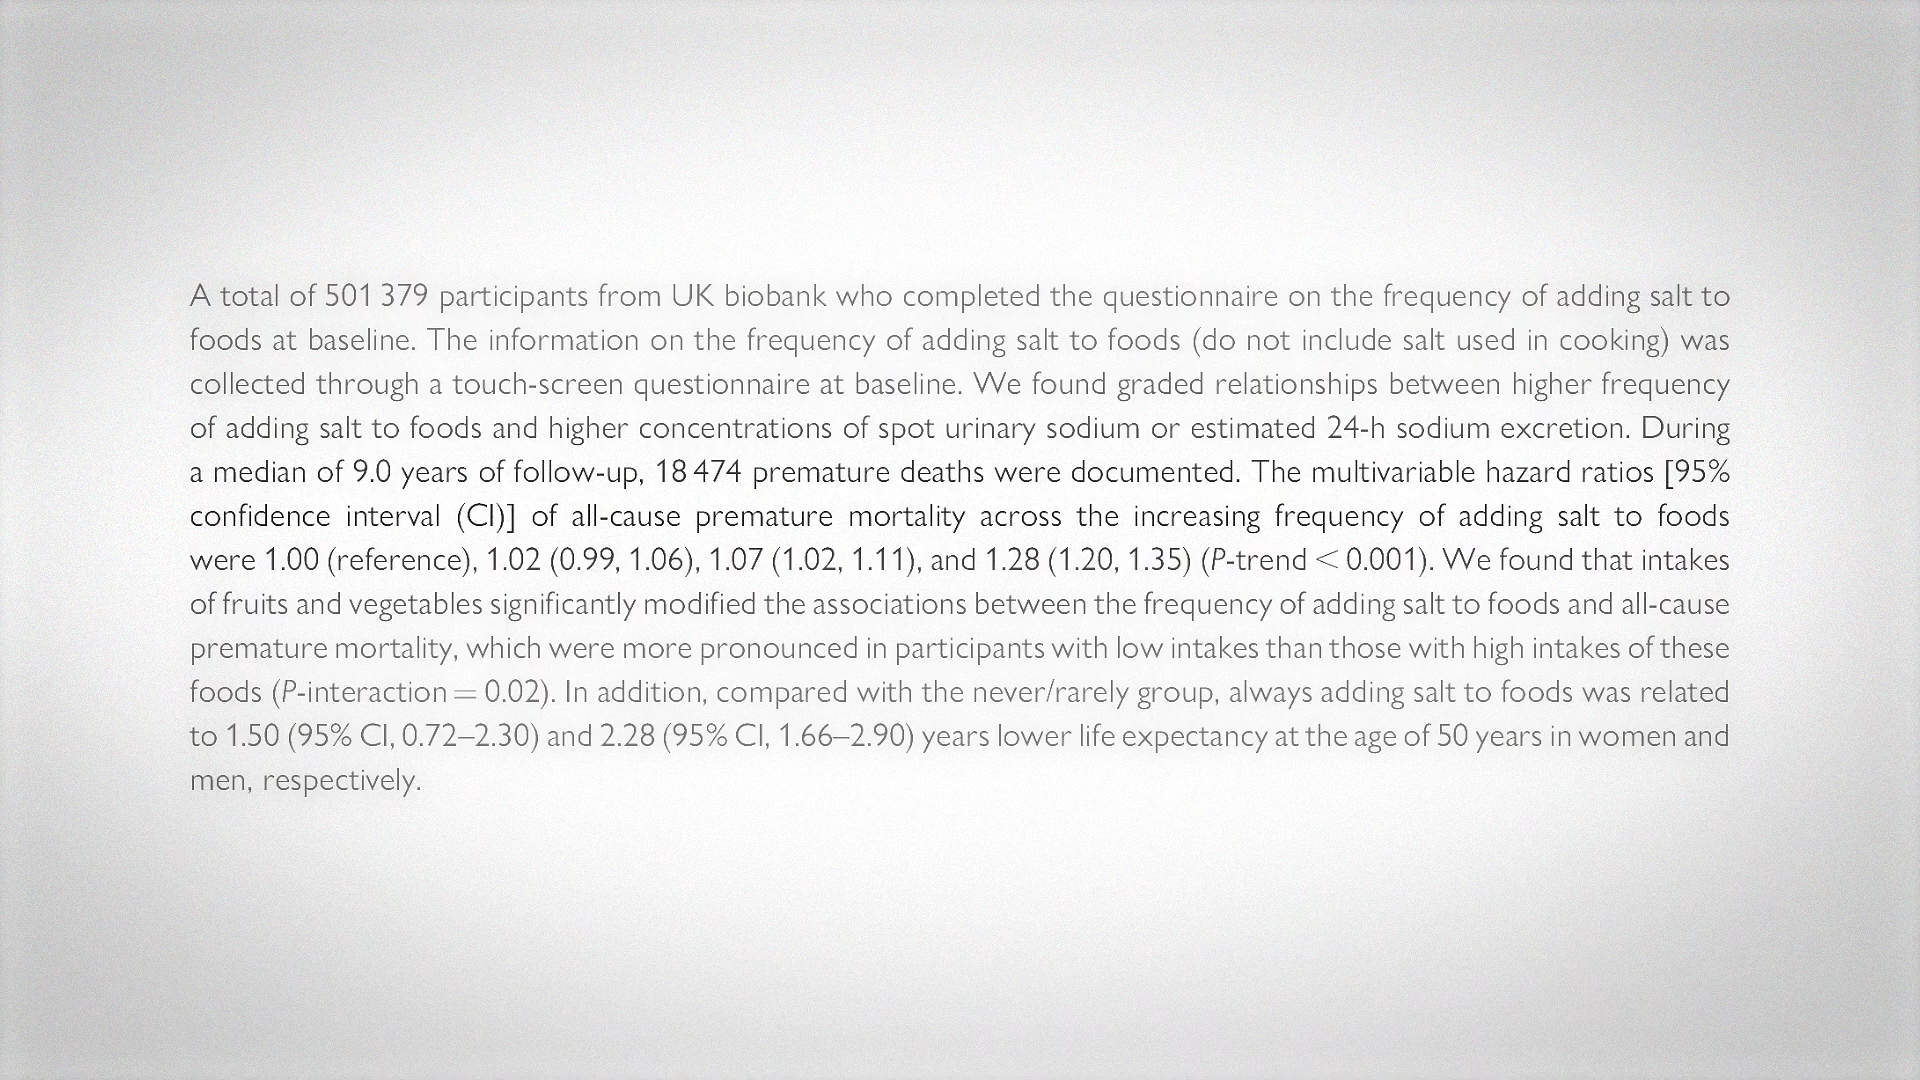 A total of 501 379 participants from UK biobank who completed the questionnaire on the frequency of adding salt to
foods at baseline. The information on the frequency of adding salt to foods (do not include salt used in cooking) was
collected through a touch-screen questionnaire at baseline. We found graded relationships between higher frequency
of adding salt to foods and higher concentrations of spot urinary sodium or estimated 24-h sodium excretion. During
a median of 9.0 years of follow-up, 18 474 premature deaths were documented. The multivariable hazard ratios [95%
confidence interval (CI)] of all-cause premature mortality across the increasing frequency of adding salt to foods
were 1.00 (reference), 1.02 (0.99, 1.06), 1.07 (1.02, 1.11), and 1.28 (1.20, 1.35) (P-trend < 0.001). We found that intakes
of fruits and vegetables significantly modified the associations between the frequency of adding salt to foods and all-cause
premature mortality, which were more pronounced in participants with low intakes than those with high intakes of these
foods (P-interaction = 0.02). In addition, compared with the never/rarely group, always adding salt to foods was related
to 1.50 (95% CI, 0.72–2.30) and 2.28 (95% CI, 1.66–2.90) years lower life expectancy at the age of 50 years in women and
men, respectively.